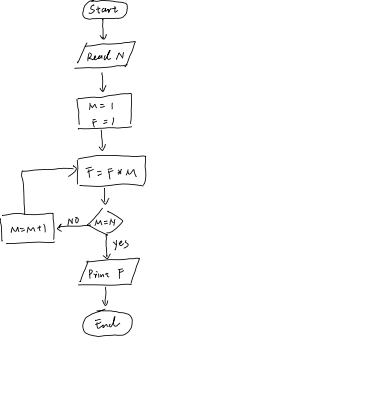 Start
Read N
M = 1
F = 1
F = F * M
M=N
NO
M=M+1
yes
Print F
End